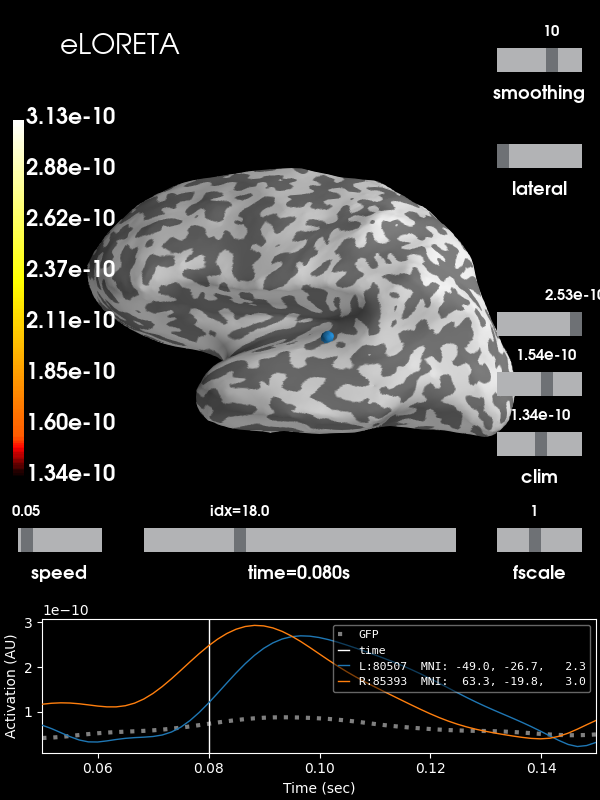 eLORETA
10
smoothing
3.13e-10
2.88e-10
2.62e-10
2.37e-10
2.11e-10
1.85e-10
1.60e-10
1.34e-10
lateral
2.53e-10
1.54e-10
1.34e-10
clim
0.05
speed
idx=18.0
time=0.080s
1
fscale
1e−10
3
2
1
Activation (AU)
GFP
time
L:80507 MNI: -49.0, -26.7, 2.3
R:85393 MNI: 63.3, -19.8, 3.0
0.06 0.08 0.10 0.12 0.14
Time (sec)